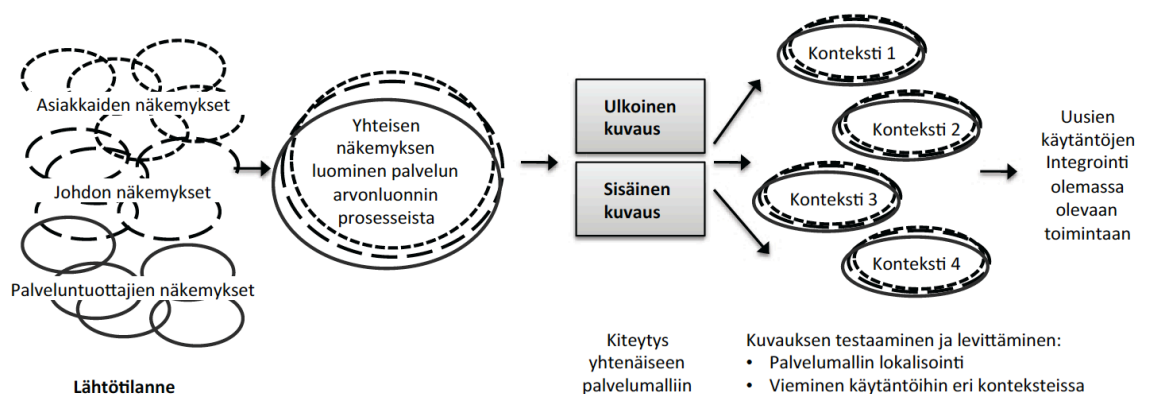 Asiakkaiden näkemykset
Johdon näkemykset
Palveluntuottajien näkemykset
Lähtötilanne
Yhteisen
näkemyksen
luominen palvelun
arvonluonnin
prosesseista
Ulkoinen
kuvaus
Sisäinen
kuvaus
Kiteytys
yhtenäiseen
palvelumalliin
Konteksti 1
Konteksti 2
Konteksti 3
Konteksti 4
Kuvauksen testaaminen ja levittäminen:
• Palvelumallin lokalisointi
• Vieminen käytäntöihin eri konteksteissa
Uusien
käytäntöjen
Integrointi
olemassa
olevaan
toimintaan